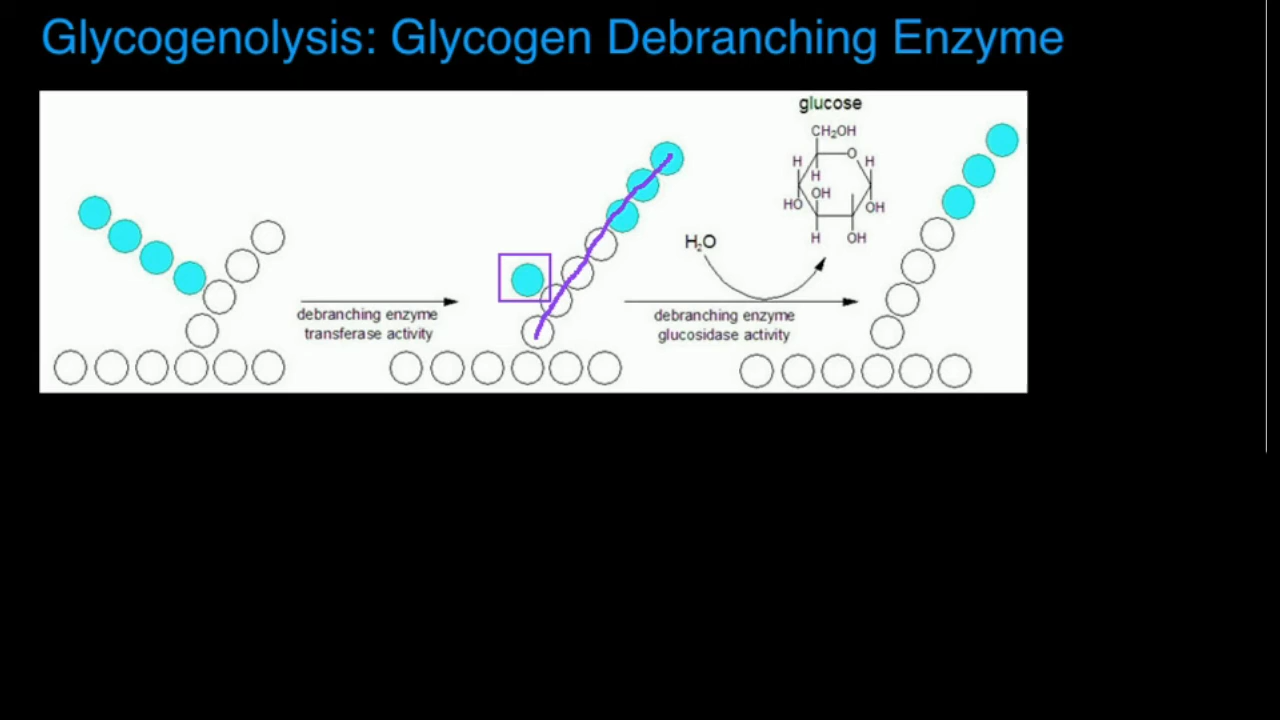 Glycogenolysis: Glycogen Debranching Enzyme
glucose
CH₂OH
O
H
H
H
OH
HO
OH
H
OH
H₂O
debranching enzyme
transferase activity
debranching enzyme
glucosidase activity